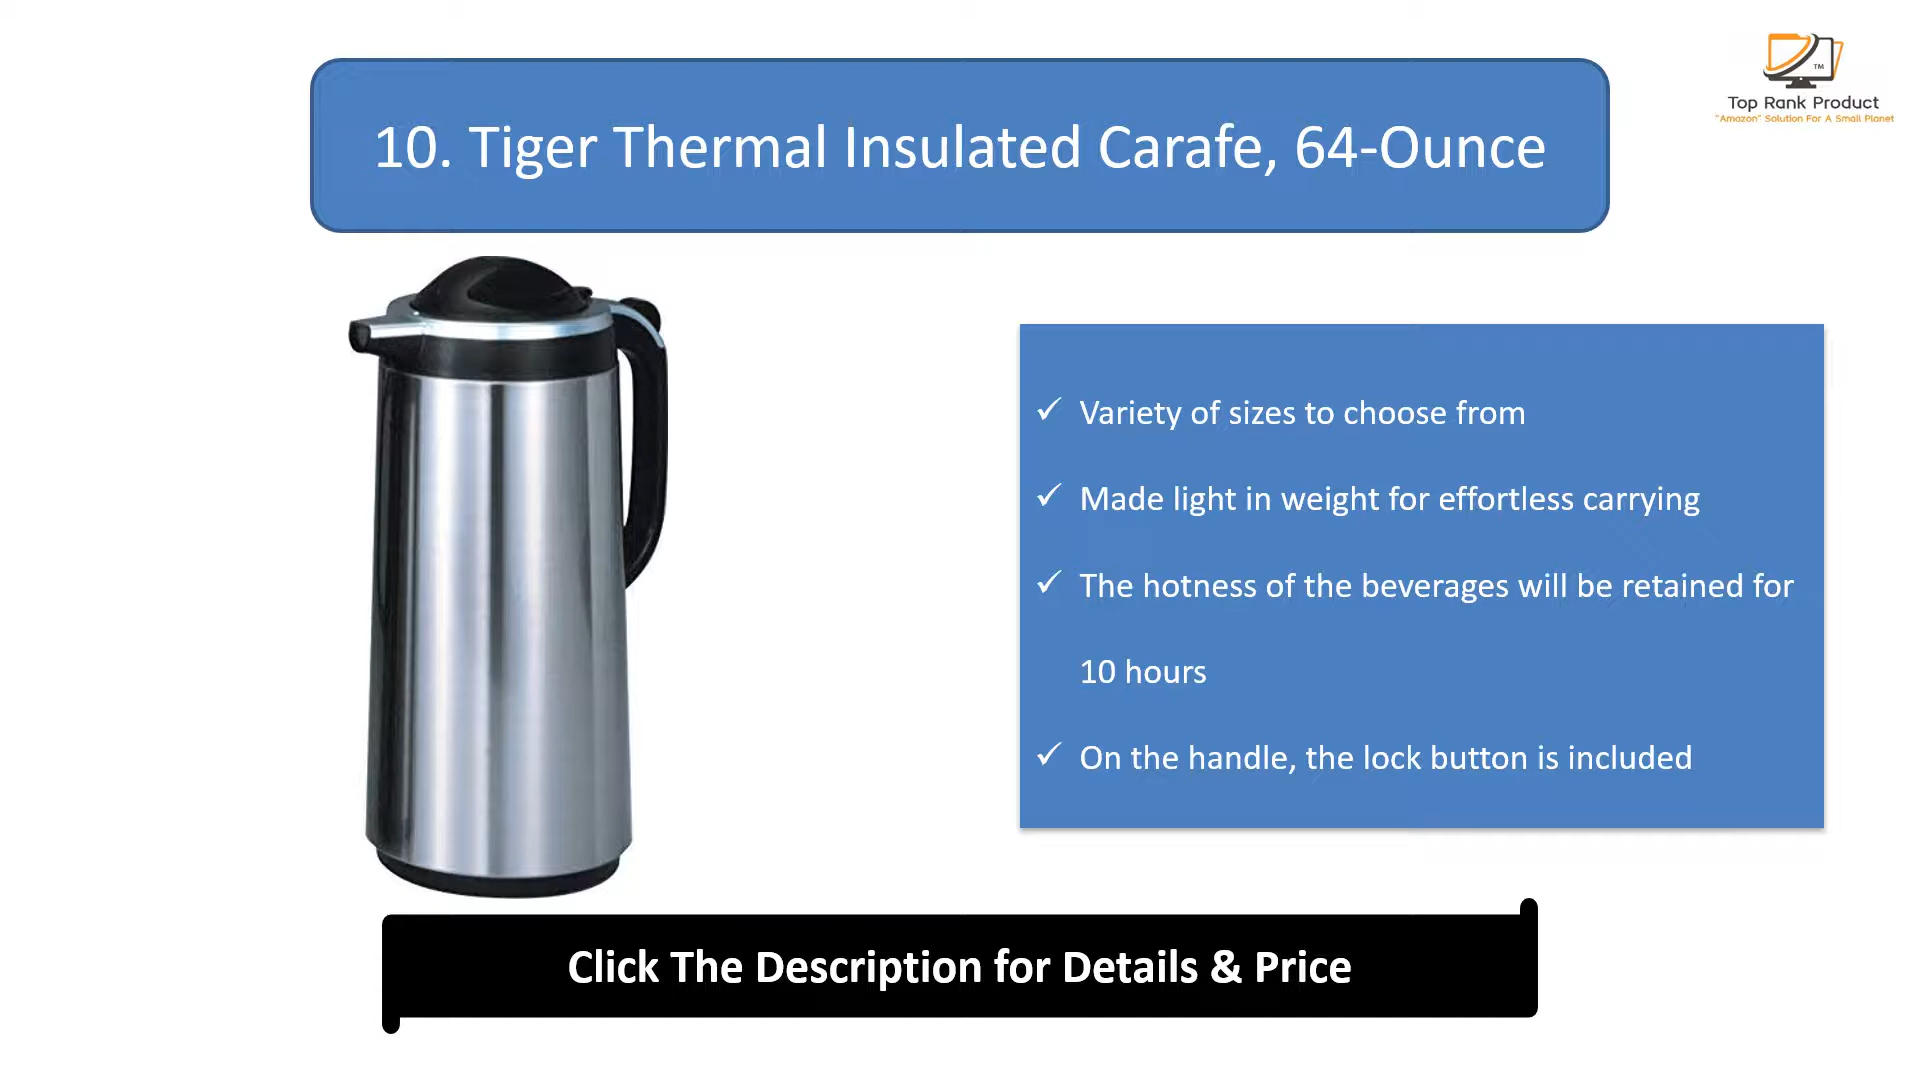 TM
Top Rank Product
"Amazon" Solution For A Small Planet
10. Tiger Thermal Insulated Carafe, 64-Ounce
✓ Variety of sizes to choose from
✓ Made light in weight for effortless carrying
✓ The hotness of the beverages will be retained for
10 hours
✓ On the handle, the lock button is included
Click The Description for Details & Price